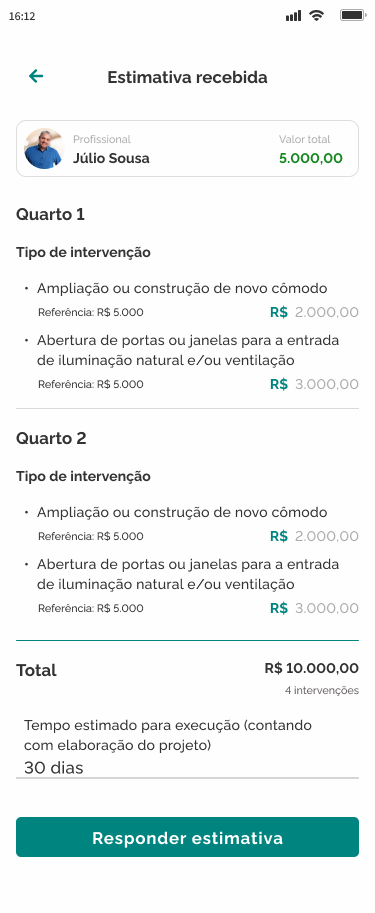 16:12
Estimativa recebida
Profissional
Valor total
Júlio Sousa
5.000,00
Quarto 1
Tipo de intervenção
• Ampliação ou construção de novo cômodo
Referência: R$ 5.000
R$ 2.000,00
• Abertura de portas ou janelas para a entrada
de iluminação natural e/ou ventilação
Referência: R$ 5.000
R$ 3.000,00
Quarto 2
Tipo de intervenção
• Ampliação ou construção de novo cômodo
Referência: R$ 5.000
R$ 2.000,00
• Abertura de portas ou janelas para a entrada
de iluminação natural e/ou ventilação
Referência: R$ 5.000
R$ 3.000,00
Total
R$ 10.000,00
4 intervenções
Tempo estimado para execução (contando
com elaboração do projeto)
30 dias
Responder estimativa